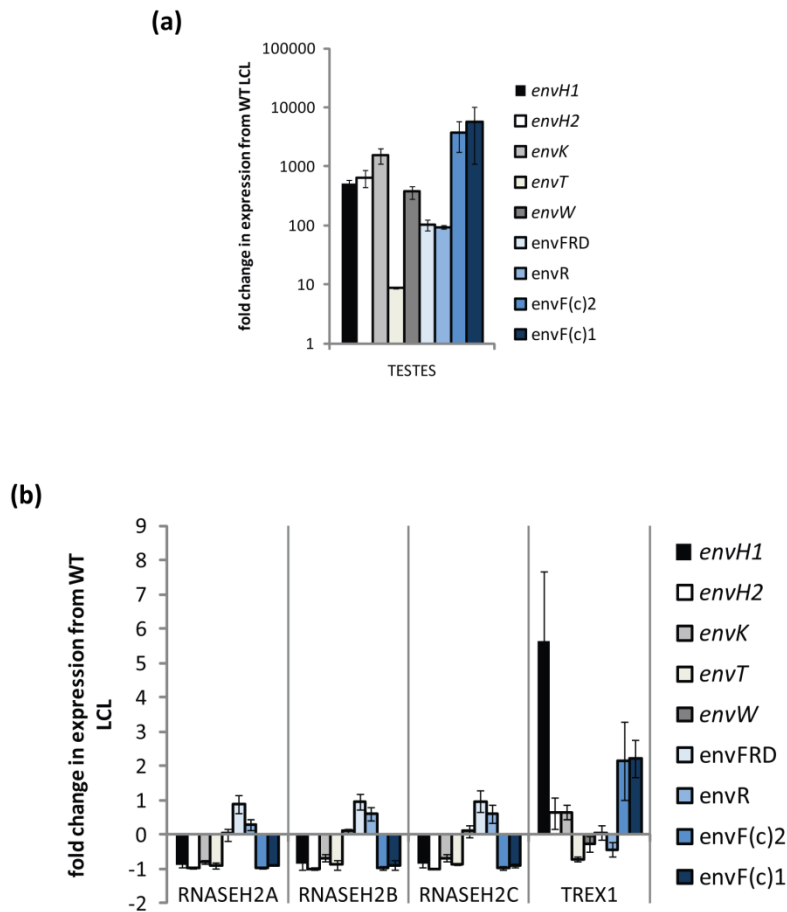 (a)
fold change in expression from WT LCL
100000
10000
1000
100
10
1
TESTES
envH1
envH2
envK
envT
envW
envFRD
envR
envF(c)2
envF(c)1
(b)
fold change in expression from WT
LCL
9
8
7
6
5
4
3
2
1
0
-1
-2
RNASEH2A
RNASEH2B
RNASEH2C
TREX1
envH1
envH2
envK
envT
envW
envFRD
envR
envF(c)2
envF(c)1